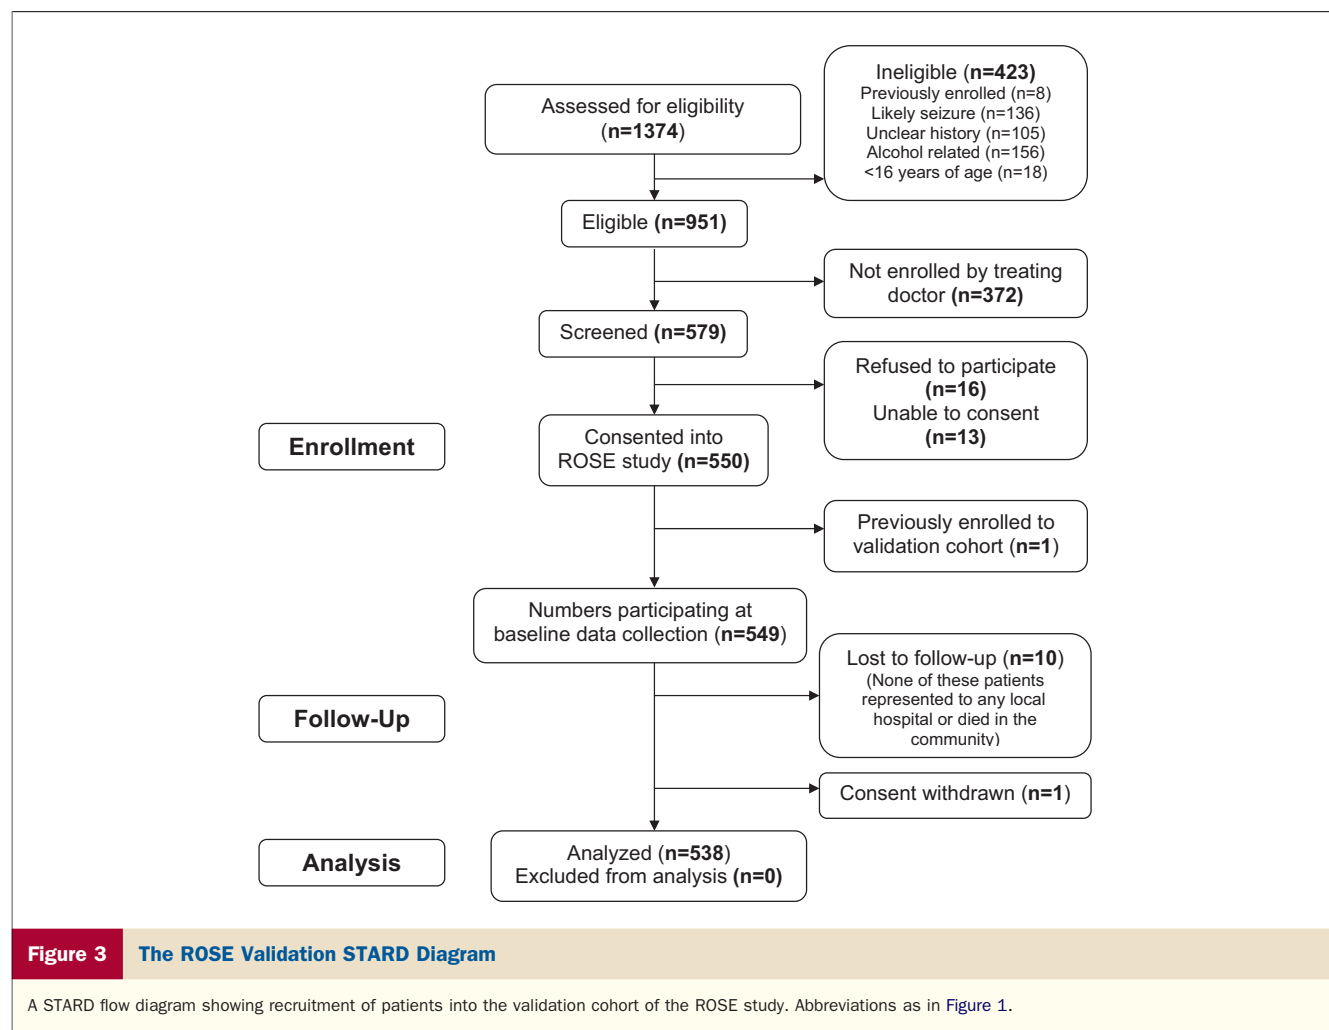 Assessed for eligibility
(n=1374)
Ineligible (n=423)
Previously enrolled (n=8)
Likely seizure (n=136)
Unclear history (n=105)
Alcohol related (n=156)
<16 years of age (n=18)
Eligible (n=951)
Not enrolled by treating
doctor (n=372)
Screened (n=579)
Refused to participate
(n=16)
Unable to consent
(n=13)
Enrollment
Consented into
ROSE study (n=550)
Previously enrolled to
validation cohort (n=1)
Numbers participating at
baseline data collection (n=549)
Lost to follow-up (n=10)
(None of these patients
represented to any local
hospital or died in the
community)
Follow-Up
Consent withdrawn (n=1)
Analysis
Analyzed (n=538)
Excluded from analysis (n=0)
Figure 3 The ROSE Validation STARD Diagram
A STARD flow diagram showing recruitment of patients into the validation cohort of the ROSE study. Abbreviations as in Figure 1.